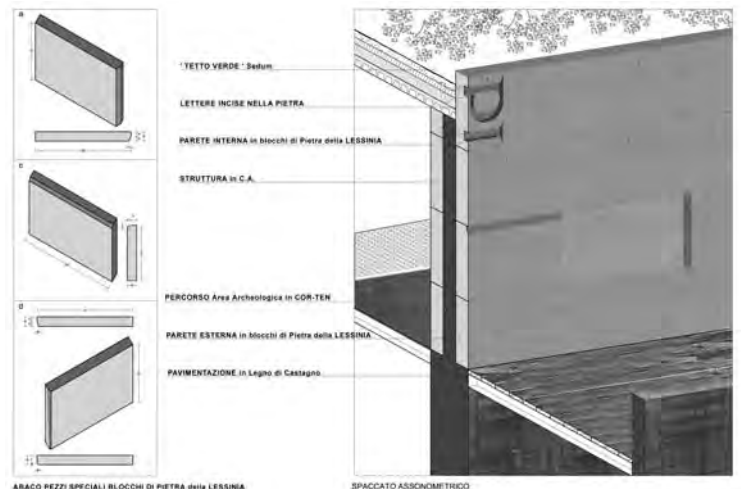 a
' TETTO VERDE ' Sedum
LETTERE INCISE NELLA PIETRA
PARETE INTERNA in blocchi di Pietra della LESSINIA
STRUTTURA in C.A.
c
PERCORSO Area Archeologica in COR-TEN
d
PARETE ESTERNA in blocchi di Pietra della LESSINIA
PAVIMENTAZIONE in Legno di Castagno
ABACO PEZZI SPECIALI BLOCCHI DI PIETRA della LESSINIA
SPACCATO ASSONOMETRICO